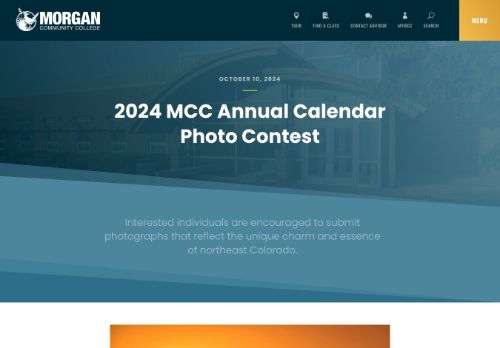 MORGAN
COMMUNITY COLLEGE
TOUR
FIND A CLASS
CONTACT ADVISOR
MYMCC
SEARCH
MENU
OCTOBER 10, 2024
2024 MCC Annual Calendar
Photo Contest
Interested individuals are encouraged to submit
photographs that reflect the unique charm and essence
of northeast Colorado.